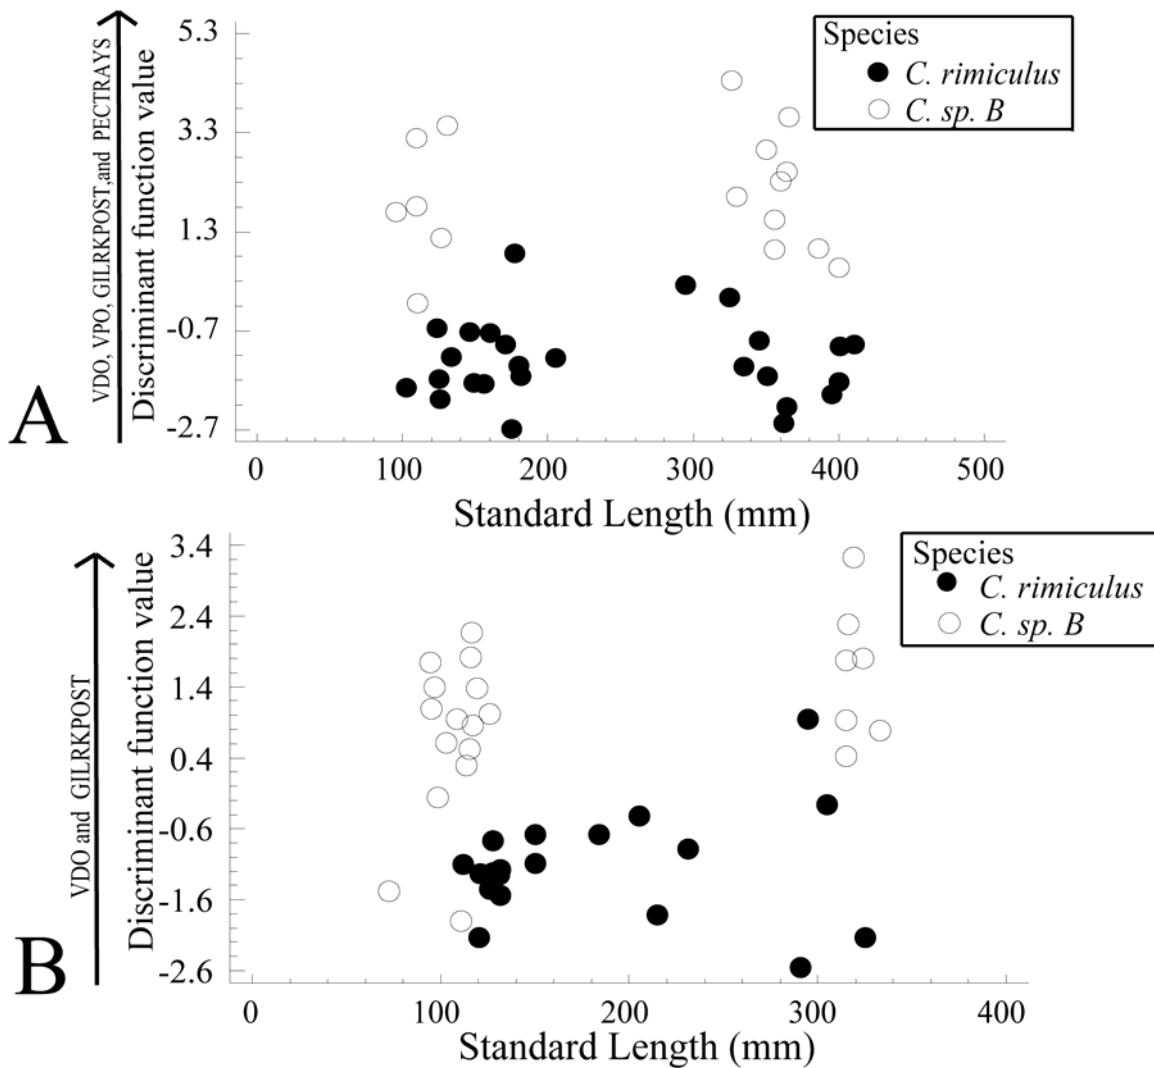 A
VDO, VPO, GILRKPOST,and PECTRAYS
Discriminant function value
5.3
3.3
1.3
-0.7
-2.7
0 100 200 300 400 500
Standard Length (mm)
Species
C. rimiculus
C. sp. B
B
VDO and GILRKPOST
Discriminant function value
3.4
2.4
1.4
0.4
-0.6
-1.6
-2.6
0 100 200 300 400
Standard Length (mm)
Species
C. rimiculus
C. sp. B